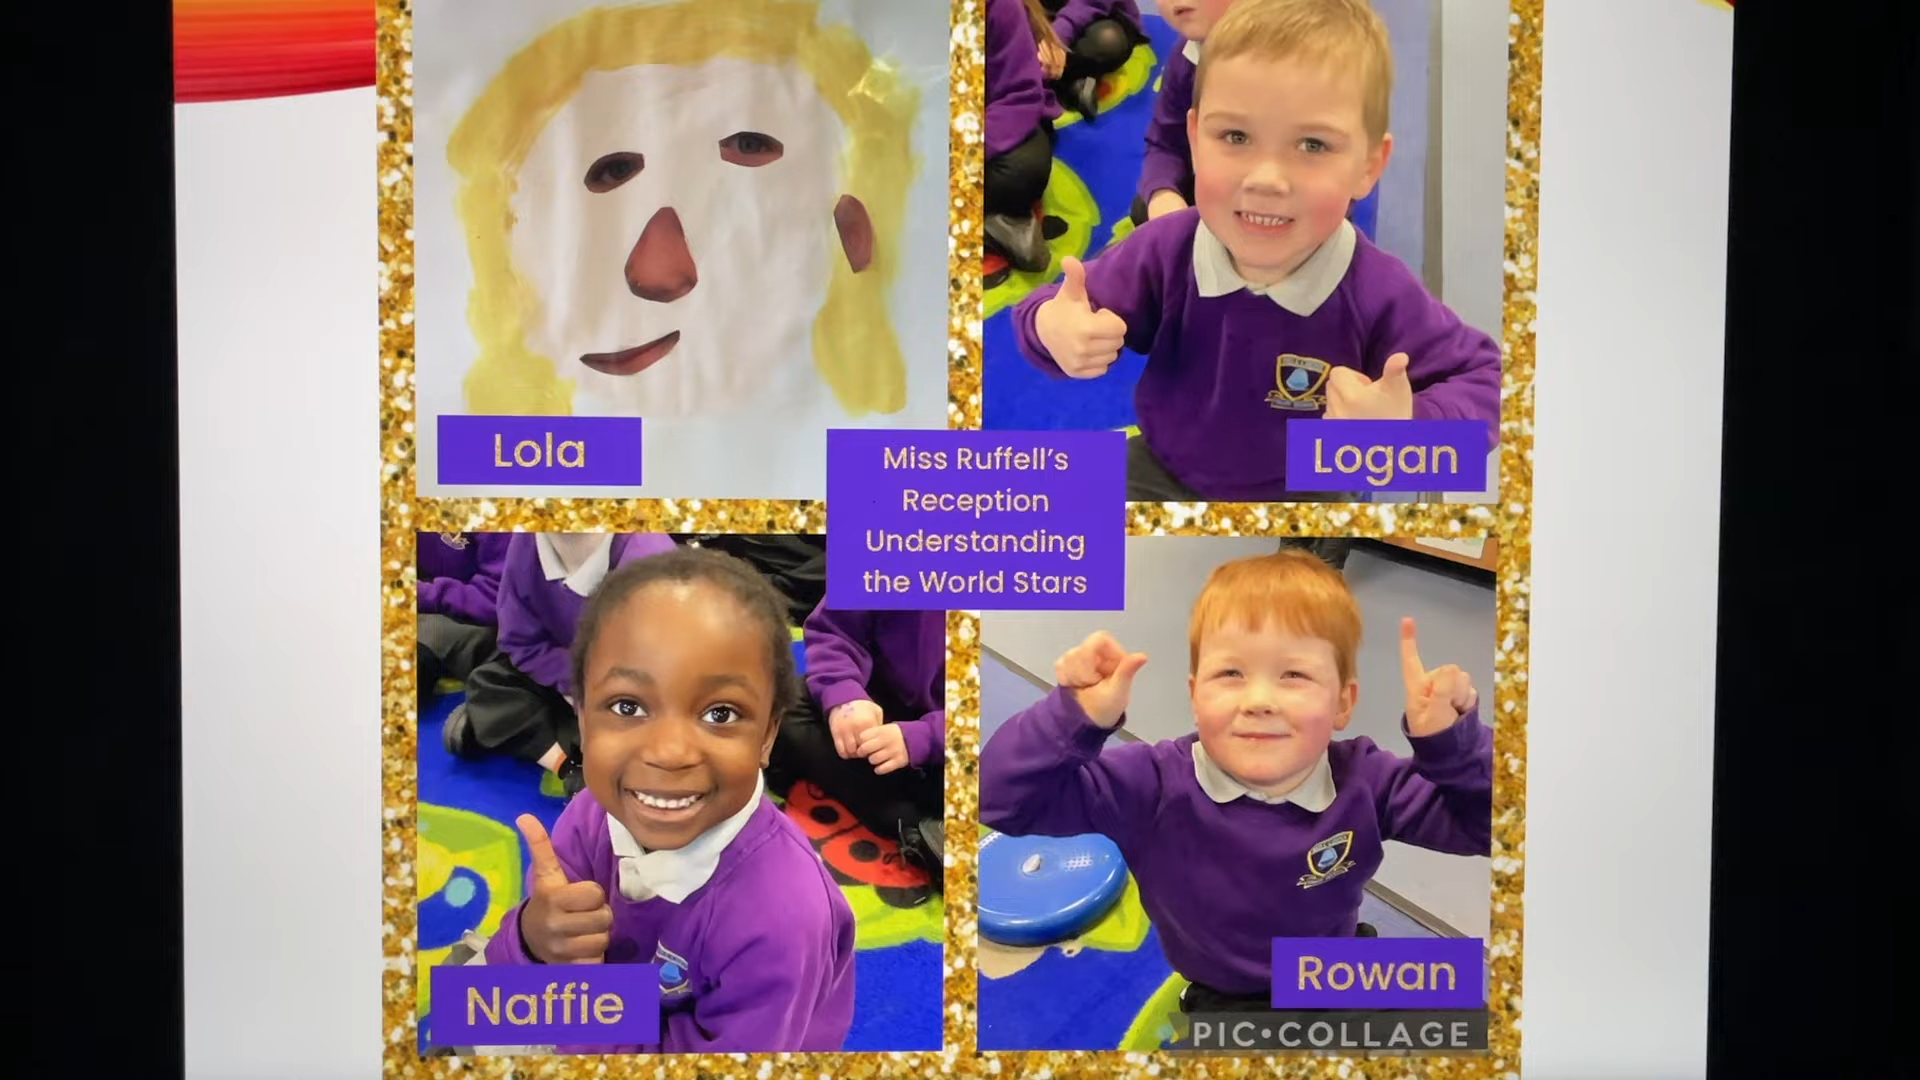 Lola
Logan
Miss Ruffell's
Reception
Understanding
the World Stars
Naffie
Rowan
PIC•COLLAGE